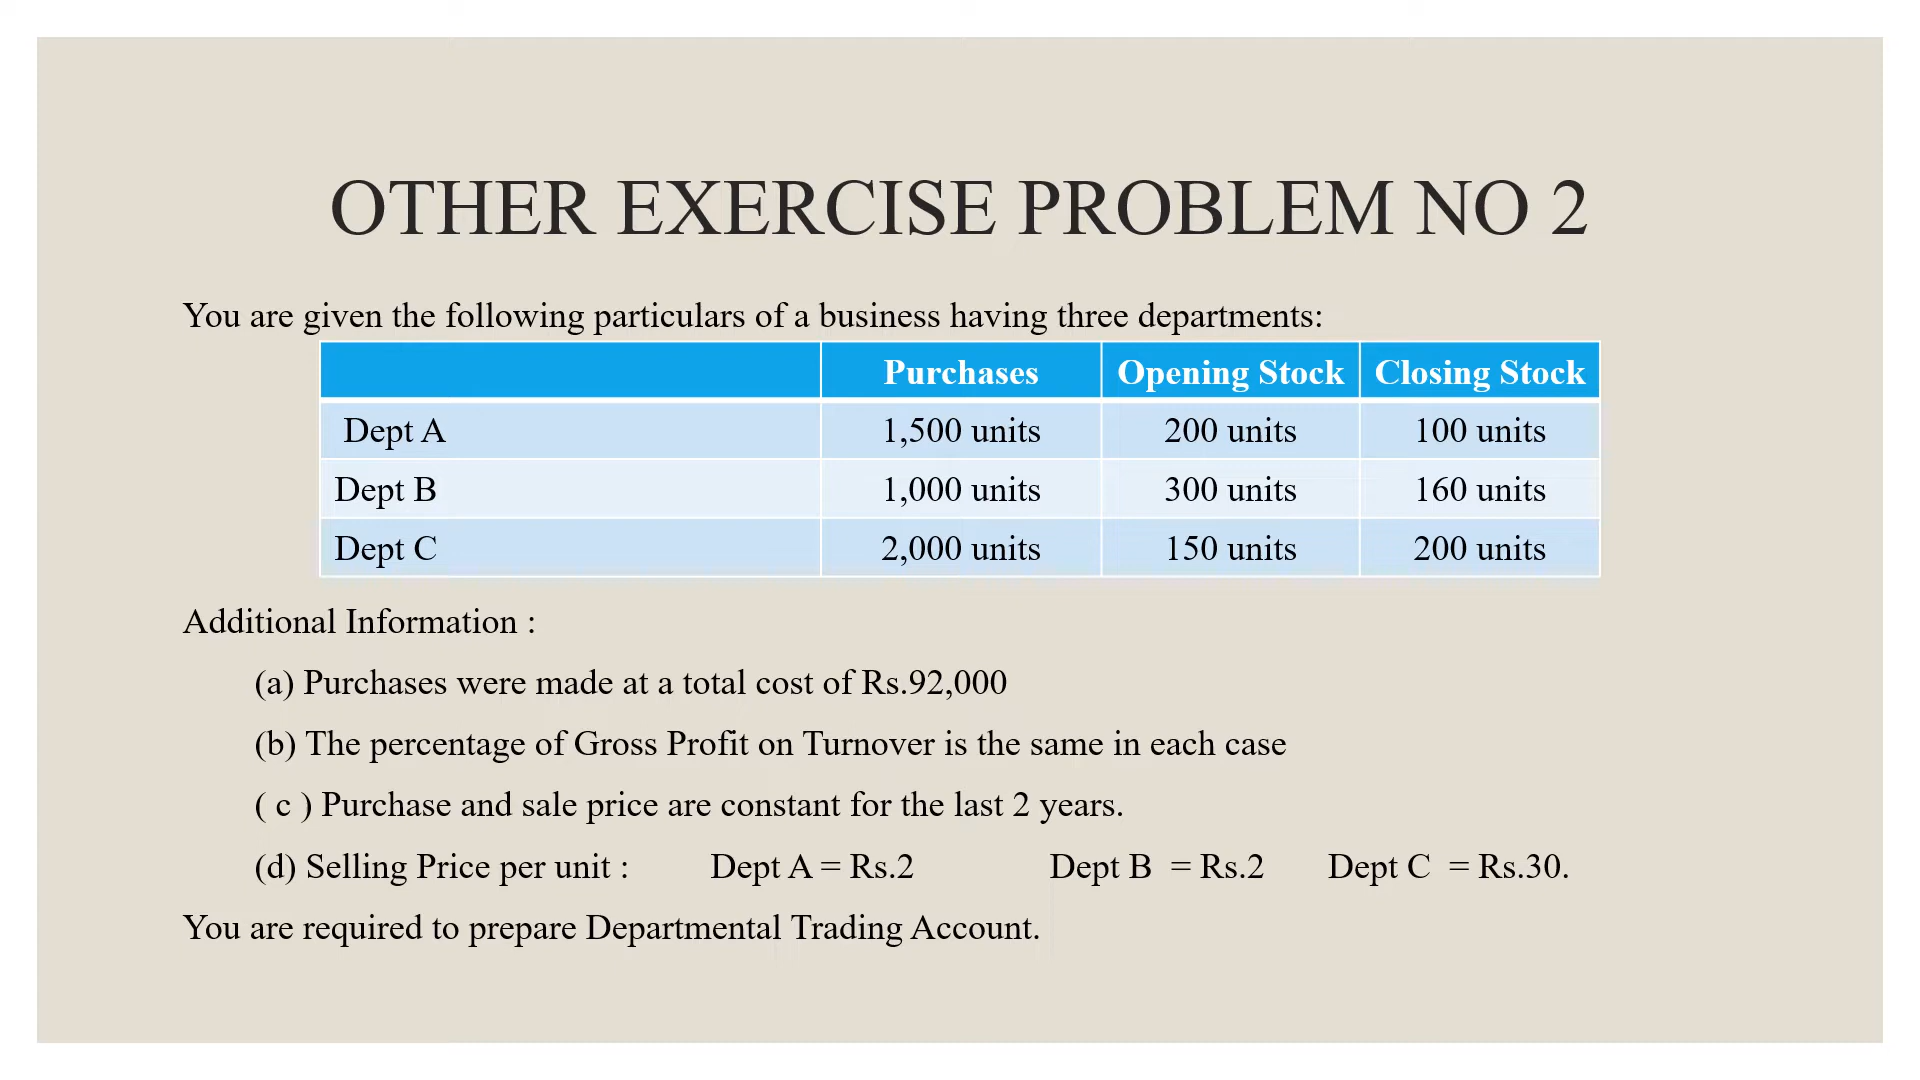 OTHER EXERCISE PROBLEM NO 2
You are given the following particulars of a business having three departments:
Purchases Opening Stock Closing Stock
Dept A 1,500 units 200 units 100 units
Dept B 1,000 units 300 units 160 units
Dept C 2,000 units 150 units 200 units
Additional Information :
(a) Purchases were made at a total cost of Rs.92,000
(b) The percentage of Gross Profit on Turnover is the same in each case
( c ) Purchase and sale price are constant for the last 2 years.
(d) Selling Price per unit : Dept A = Rs.2 Dept B = Rs.2 Dept C = Rs.30.
You are required to prepare Departmental Trading Account.